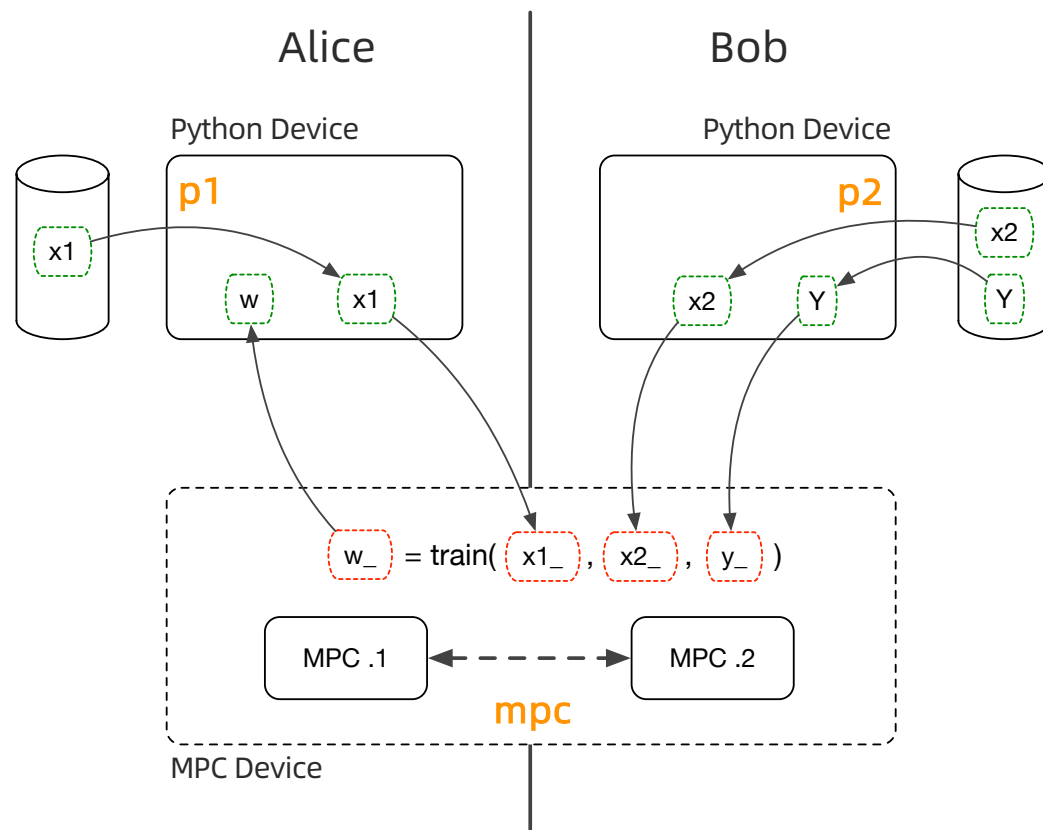 Alice
Bob
Python Device
Python Device
p1
p2
x1
x2
w
x1
x2
Y
Y
w_ = train( x1_ , x2_ , y_ )
MPC .1
MPC .2
mpc
MPC Device